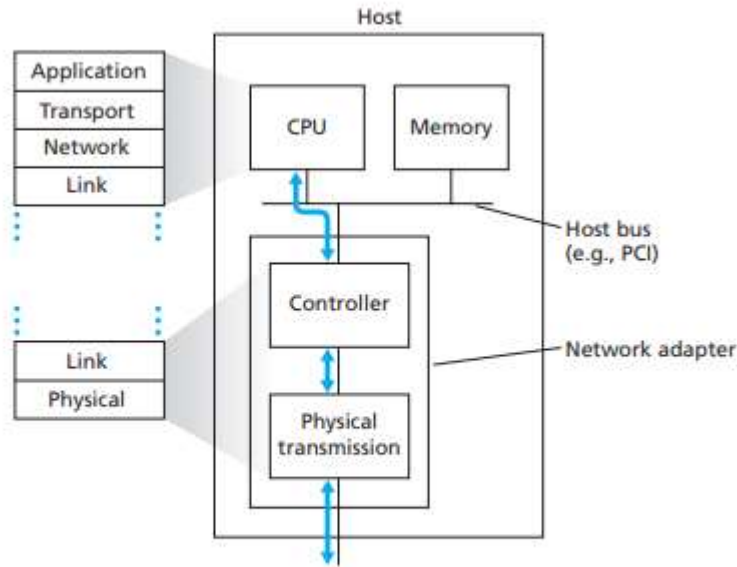 Host
Application
Transport
Network
Link
CPU
Memory
Host bus
(e.g., PCI)
Controller
Network adapter
Link
Physical
Physical
transmission